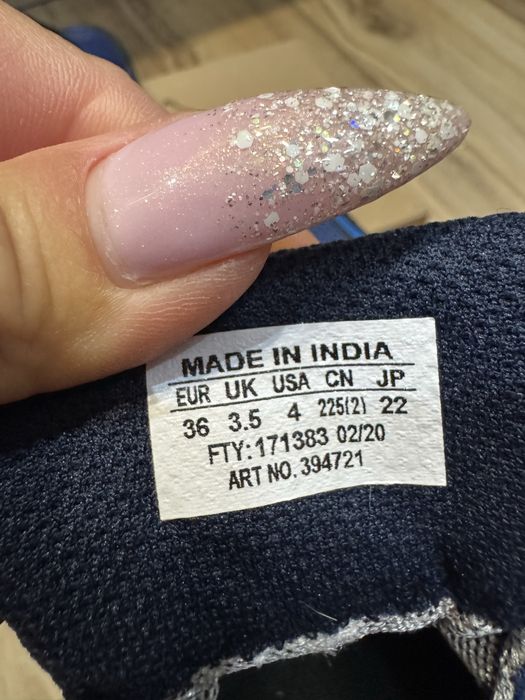 MADE IN INDIA
EUR UK USA CN JP
36 3.5 4 225(2) 22
FTY: 171383 02/20
ART NO. 394721